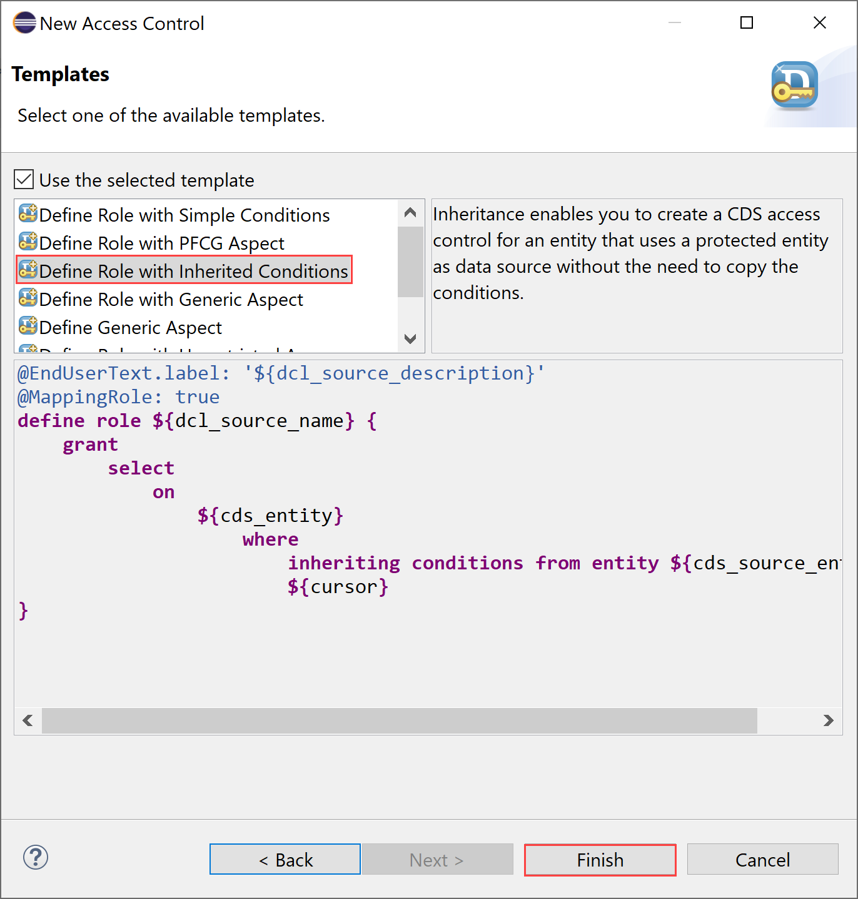 New Access Control
Templates
Select one of the available templates.
Use the selected template
Define Role with Simple Conditions
Define Role with PFCG Aspect
Define Role with Inherited Conditions
Define Role with Generic Aspect
Define Generic Aspect
Inheritance enables you to create a CDS access
control for an entity that uses a protected entity
as data source without the need to copy the
conditions.
@EndUserText.label: '${dcl_source_description}'
@MappingRole: true
define role ${dcl_source_name} {
grant
select
on
${cds_entity}
where
inheriting conditions from entity ${cds_source_en
${cursor}
}
?
< Back
Next >
Finish
Cancel